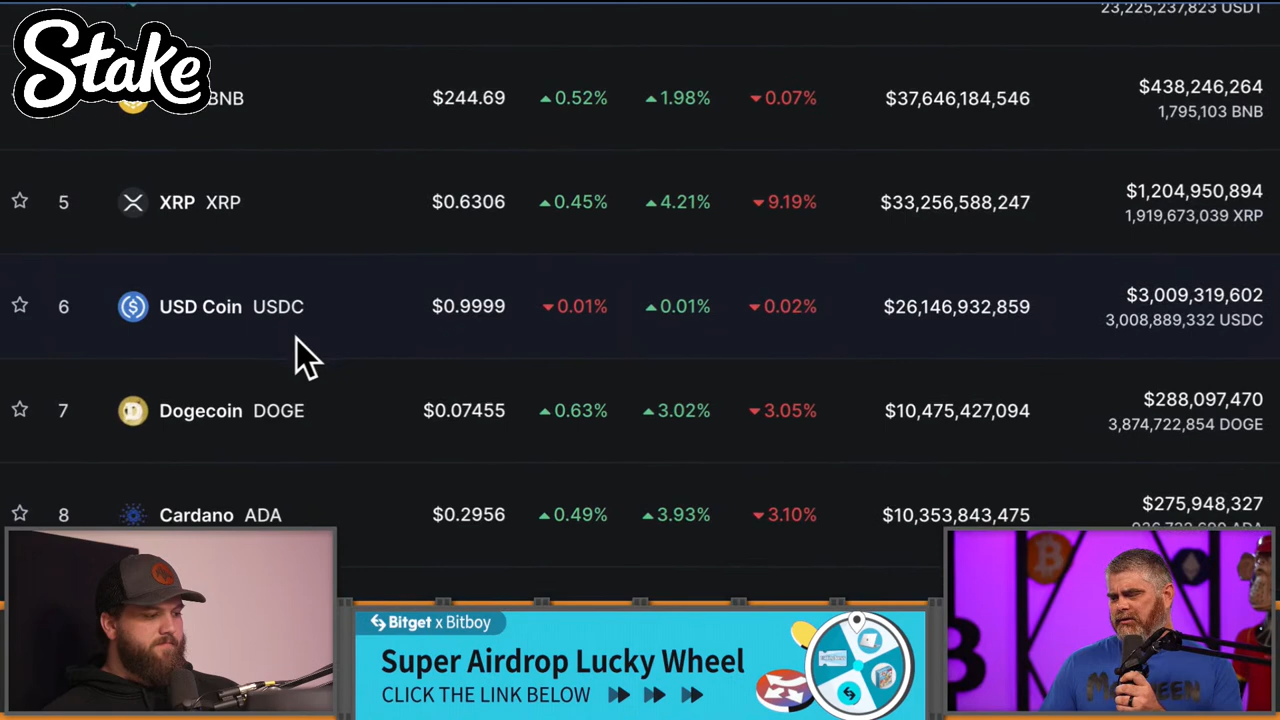 23,225,237,823 USDT
Stake
BNB $244.69 0.52% 1.98% 0.07% $37,646,184,546 $438,246,264
1,795,103 BNB
5 XRP XRP $0.6306 0.45% 4.21% 9.19% $33,256,588,247 $1,204,950,894
1,919,673,039 XRP
6 USD Coin USDC $0.9999 0.01% 0.01% 0.02% $26,146,932,859 $3,009,319,602
3,008,889,332 USDC
7 Dogecoin DOGE $0.07455 0.63% 3.02% 3.05% $10,475,427,094 $288,097,470
3,874,722,854 DOGE
8 Cardano ADA $0.2956 0.49% 3.93% 3.10% $10,353,843,475 $275,948,327
Bitget x Bitboy
Super Airdrop Lucky Wheel
CLICK THE LINK BELOW